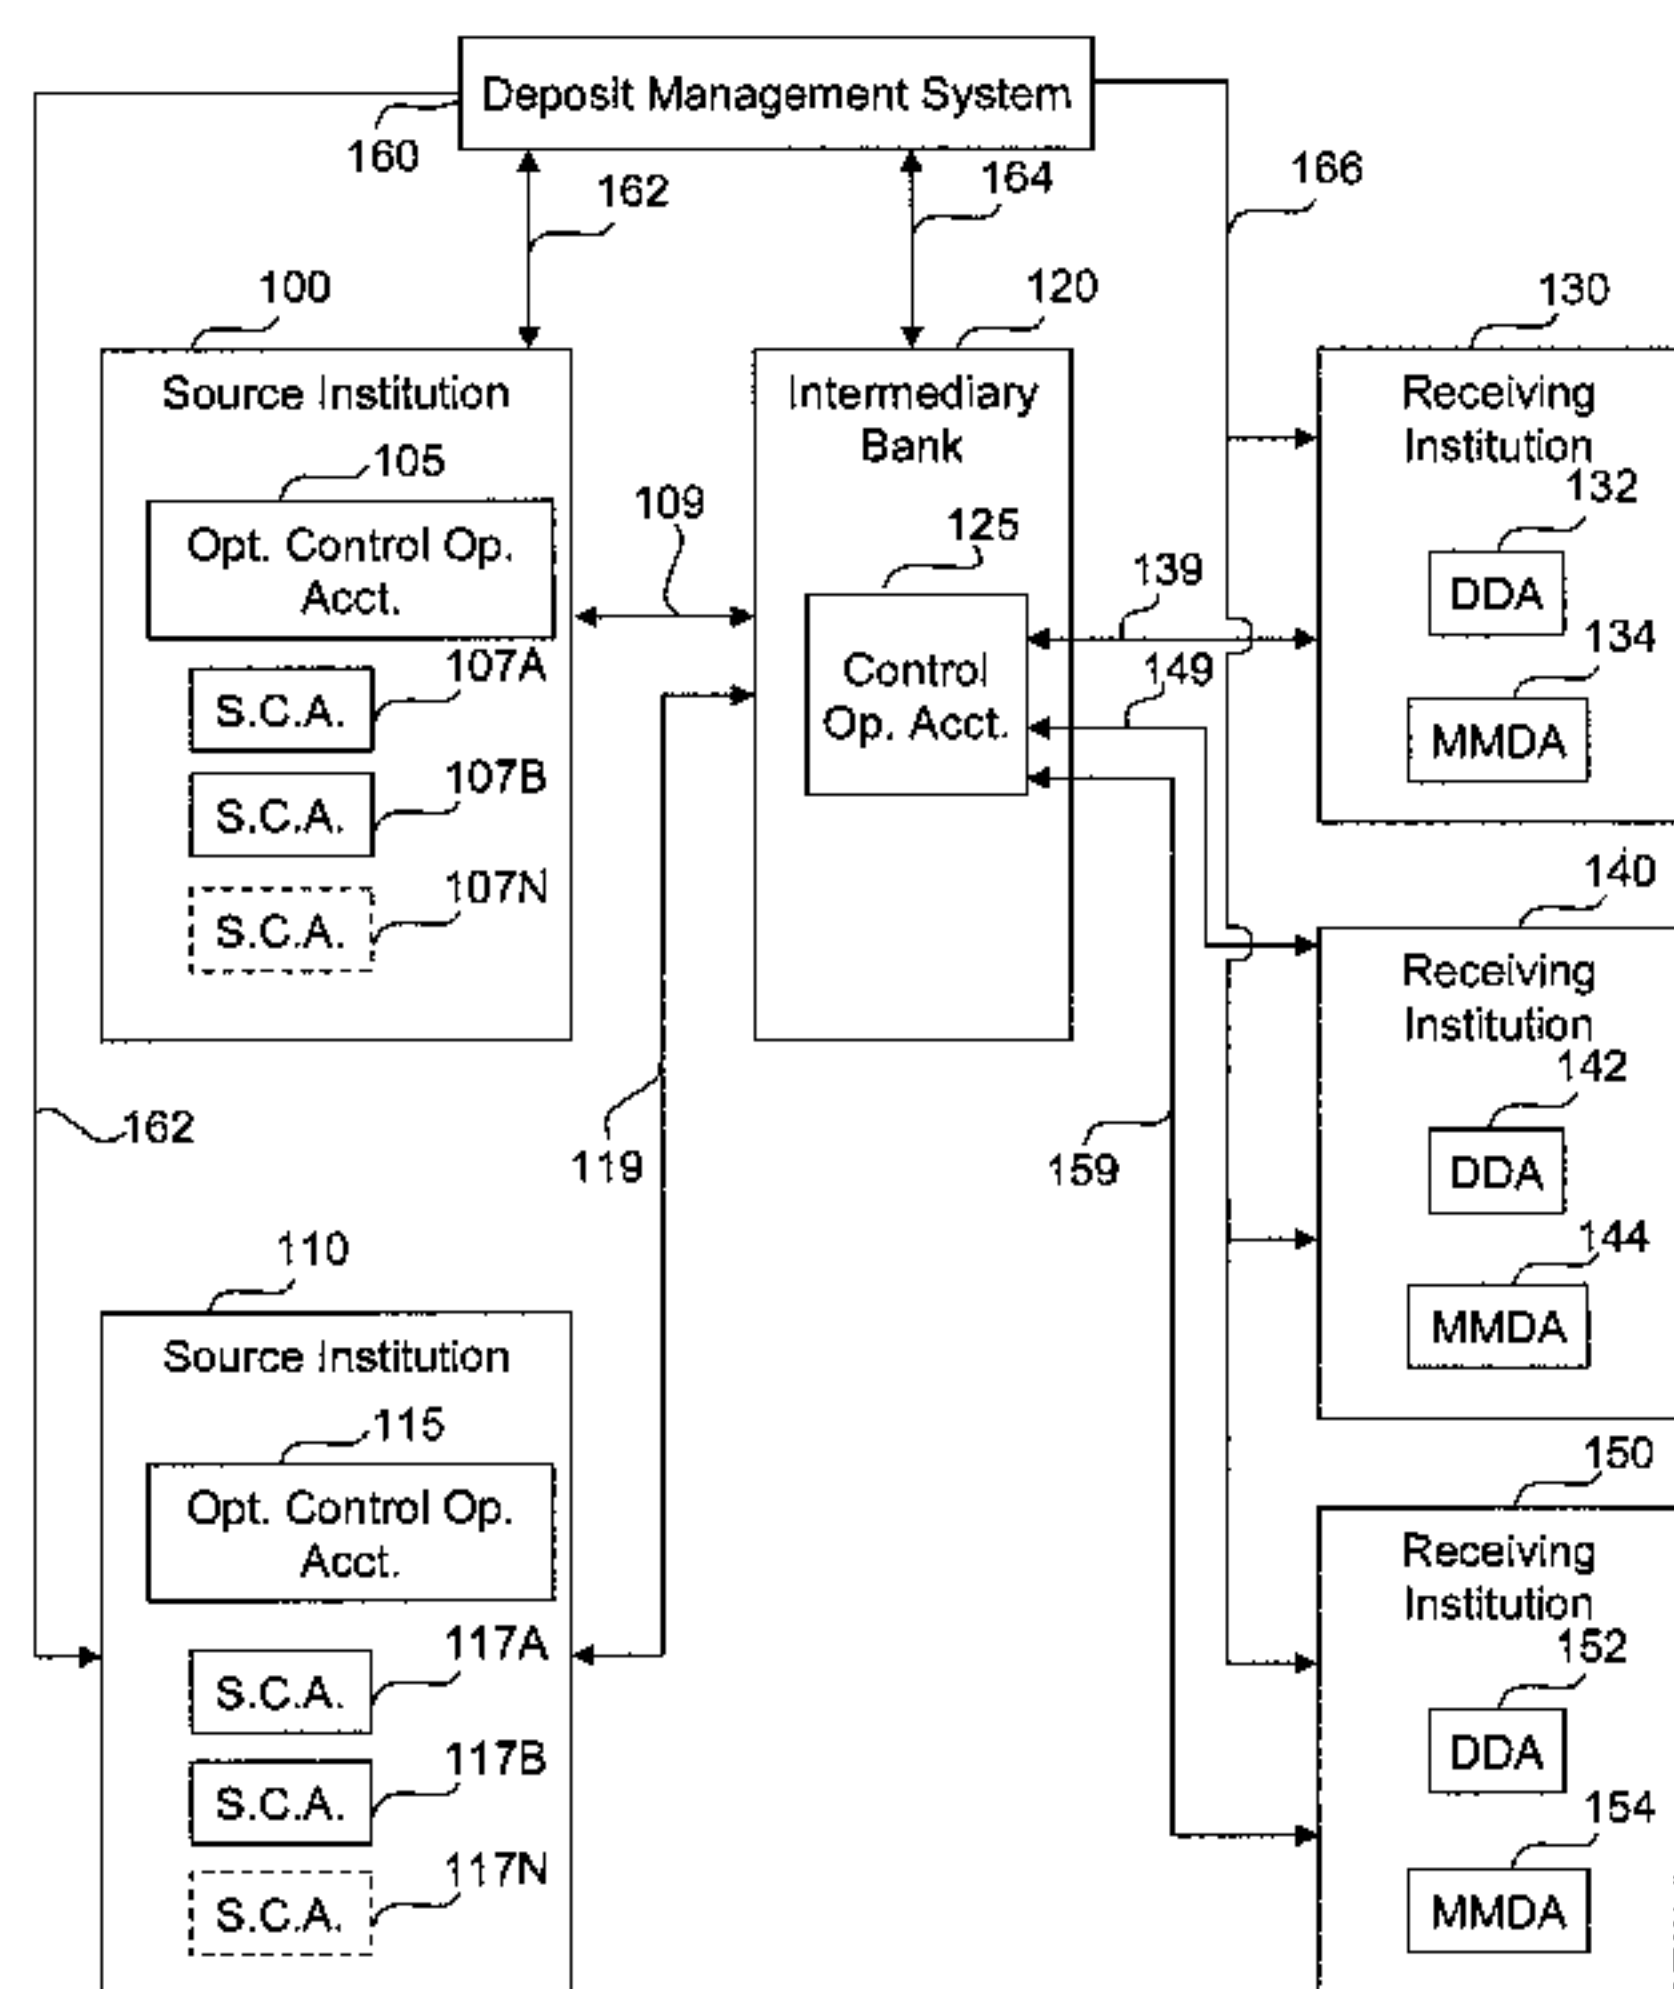 Deposit Management System
160
162
164
166
100
Source Institution
105
Opt. Control Op.
Acct.
107A
S.C.A.
107B
S.C.A.
107N
S.C.A.
109
119
162
120
Intermediary
Bank
125
Control
Op. Acct.
139
149
159
130
Receiving
Institution
132
DDA
134
MMDA
140
Receiving
Institution
142
DDA
144
MMDA
110
Source Institution
115
Opt. Control Op.
Acct.
117A
S.C.A.
117B
S.C.A.
117N
S.C.A.
150
Receiving
Institution
152
DDA
154
MMDA